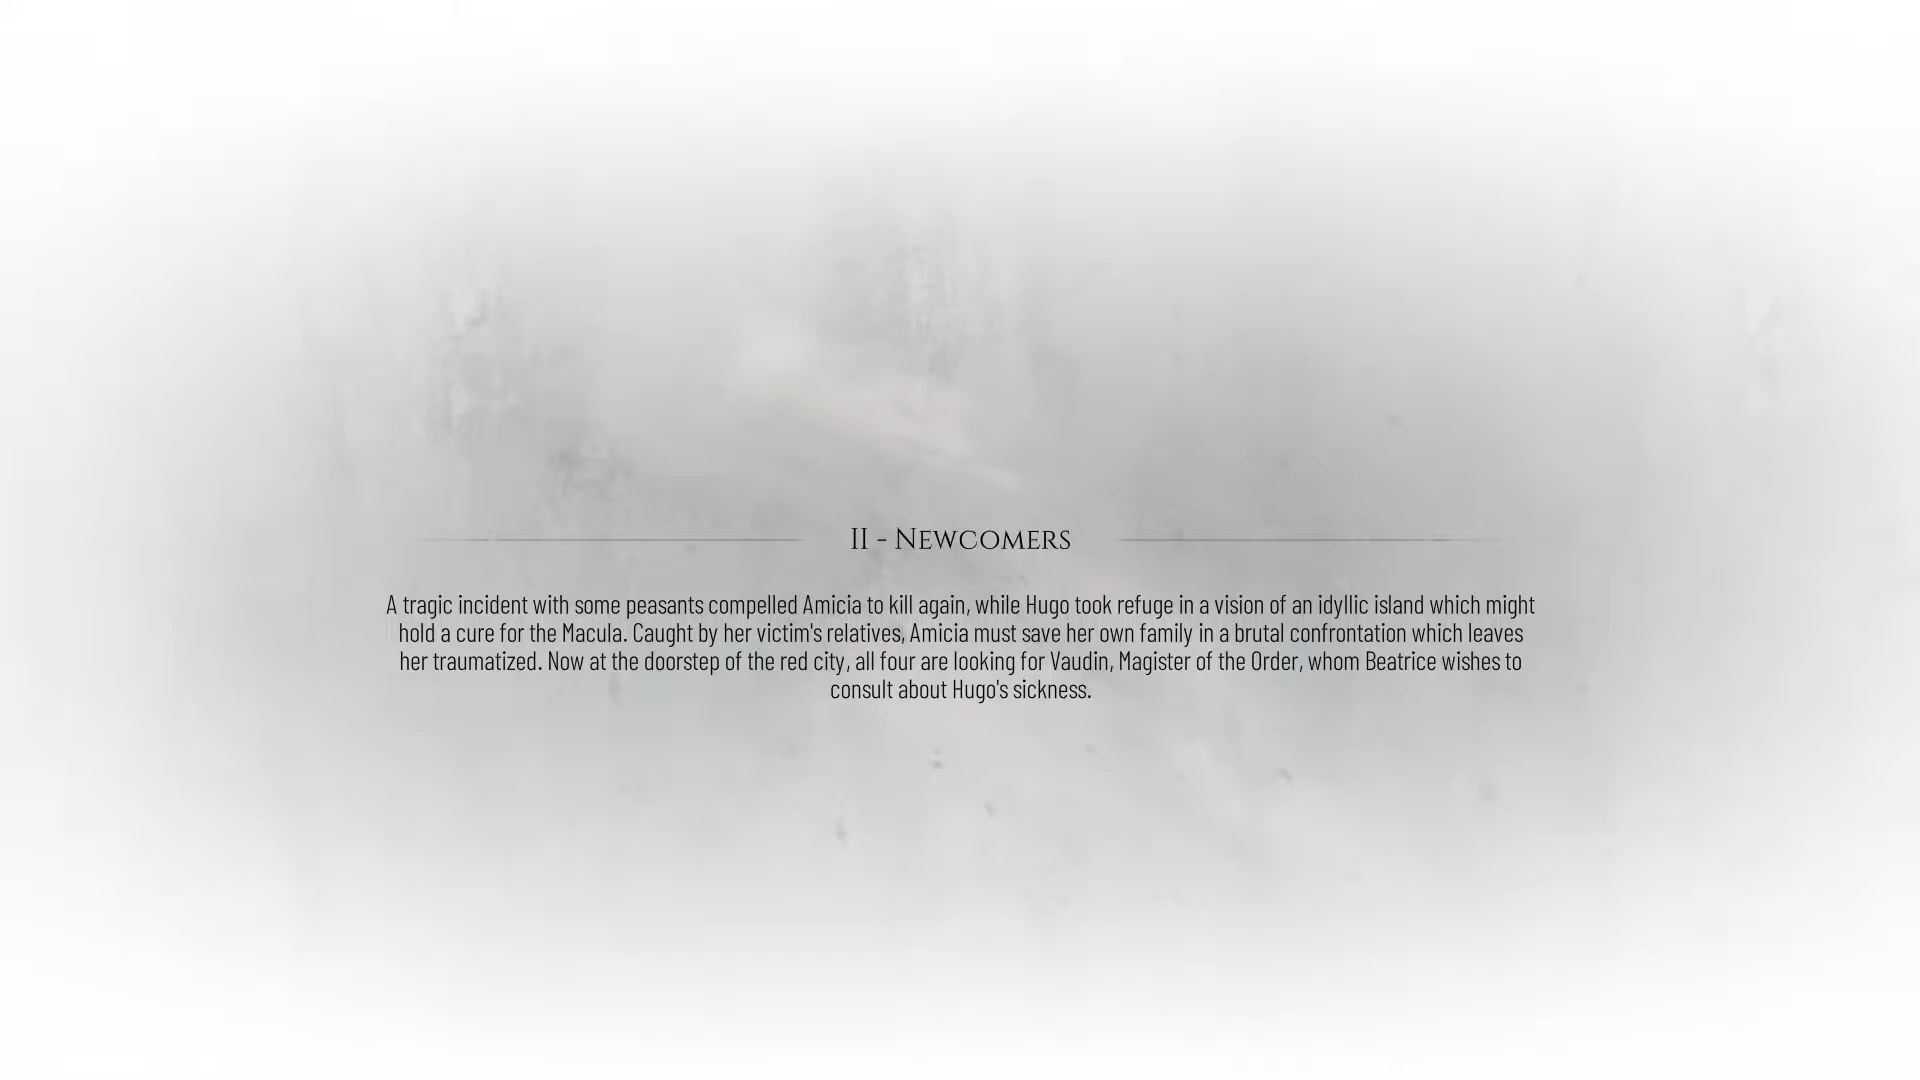 II - Newcomers
A tragic incident with some peasants compelled Amicia to kill again, while Hugo took refuge in a vision of an idyllic island which might
hold a cure for the Macula. Caught by her victim's relatives, Amicia must save her own family in a brutal confrontation which leaves
her traumatized. Now at the doorstep of the red city, all four are looking for Vaudin, Magister of the Order, whom Beatrice wishes to
consult about Hugo's sickness.